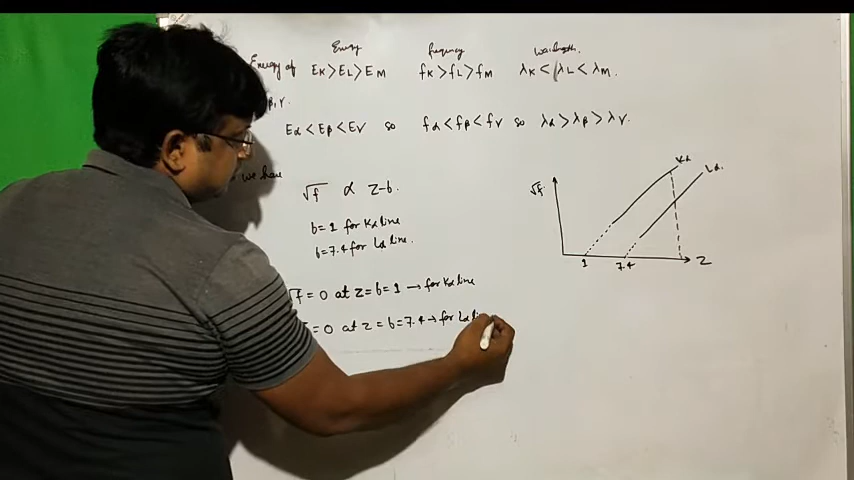 Energy frequency Wavelength.
Energy of EK > EL > EM fK > fL > fM λK < λL < λM.
β, γ.
Eα < Eβ < Eγ so fα < fβ < fγ so λα > λβ > λγ.
we have
√f ∝ Z-b.
b = 1 for Kα line
b = 7.4 for Lα line.
√f = 0 at Z = b = 1 → for Kα line
= 0 at Z = b = 7.4 → for Lα
√f
Kα
Lα.
1
7.4
Z